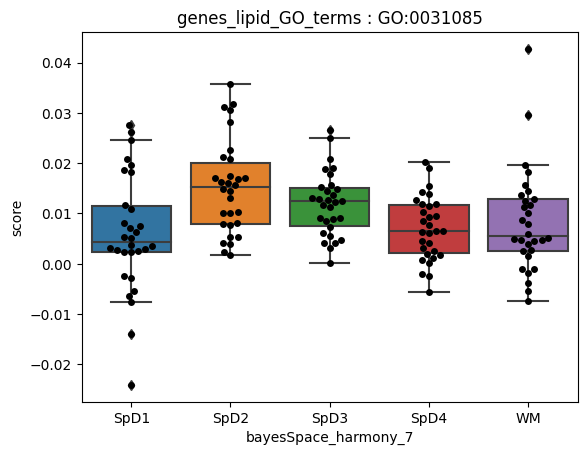 genes_lipid_GO_terms : GO:0031085
score
0.04
0.03
0.02
0.01
0.00
−0.01
−0.02
SpD1 SpD2 SpD3 SpD4 WM
bayesSpace_harmony_7